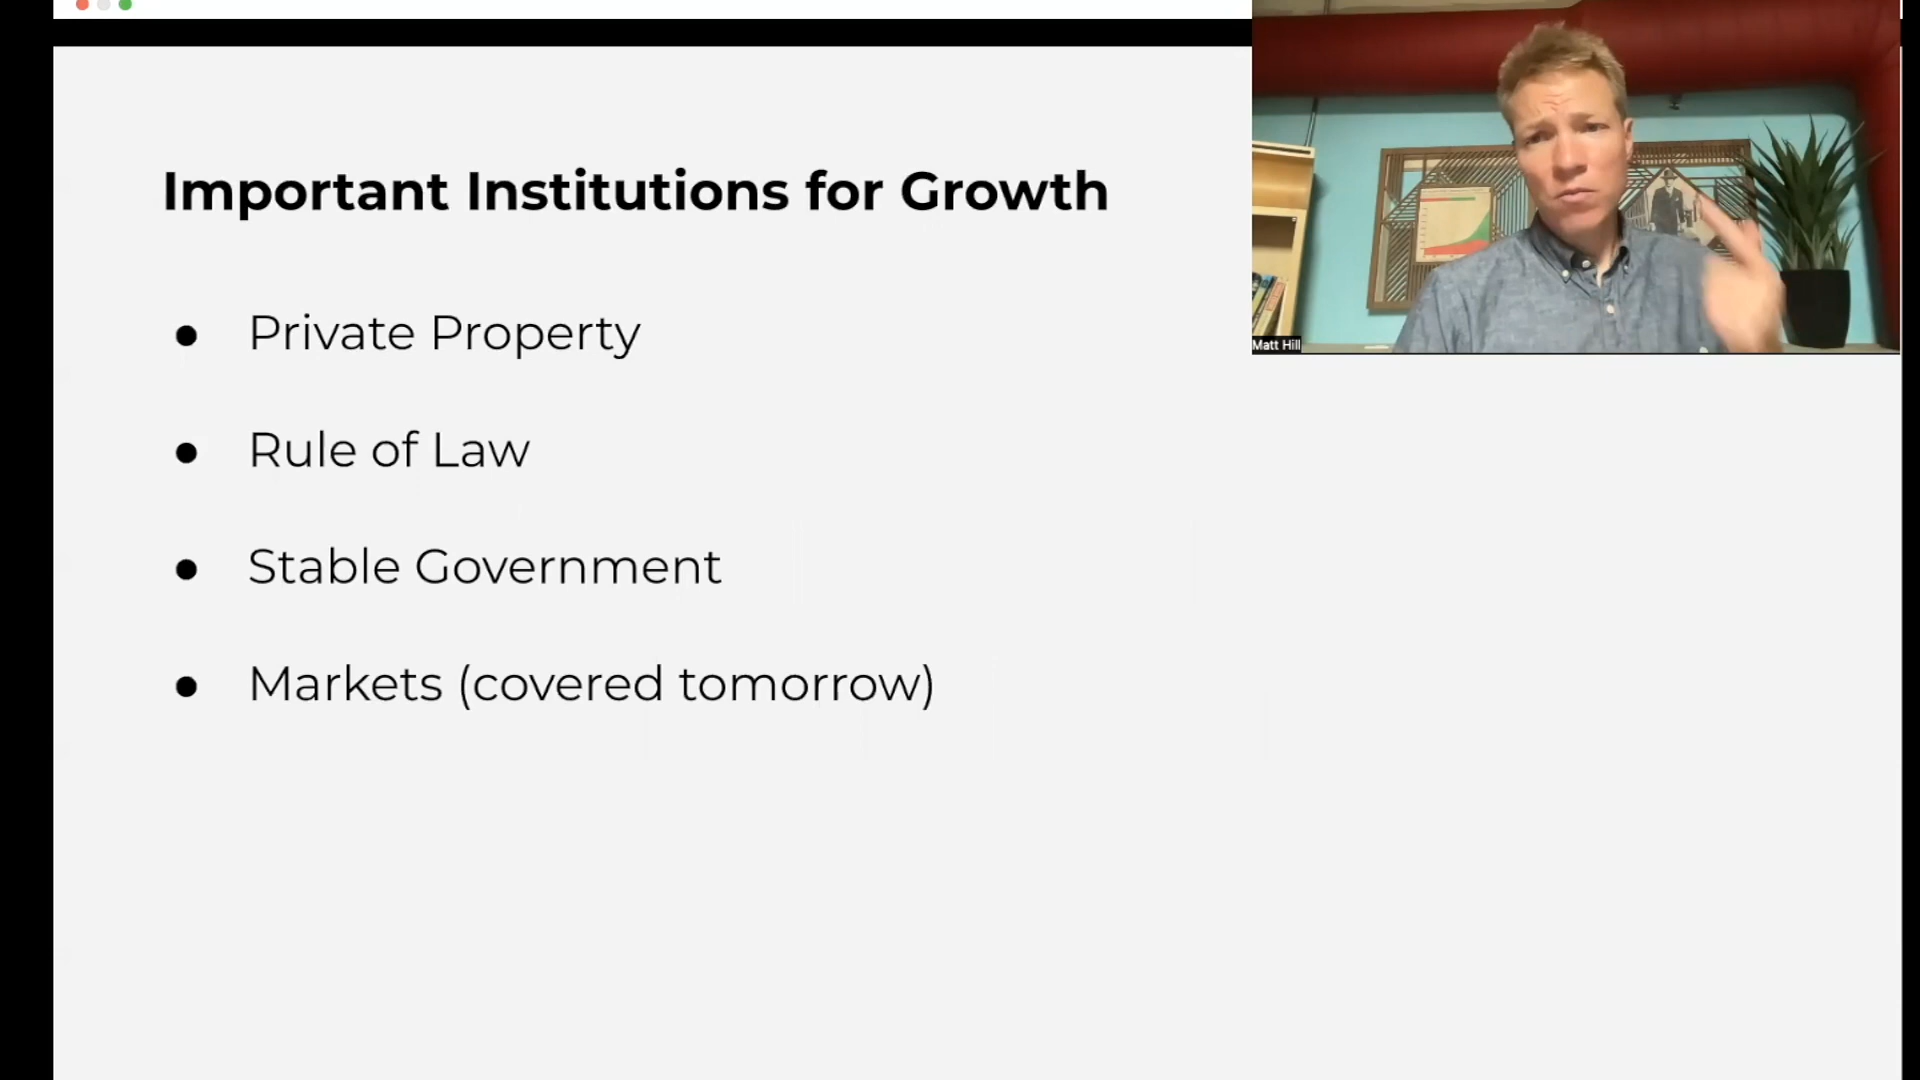 Important Institutions for Growth
● Private Property
● Rule of Law
● Stable Government
● Markets (covered tomorrow)
Matt Hill